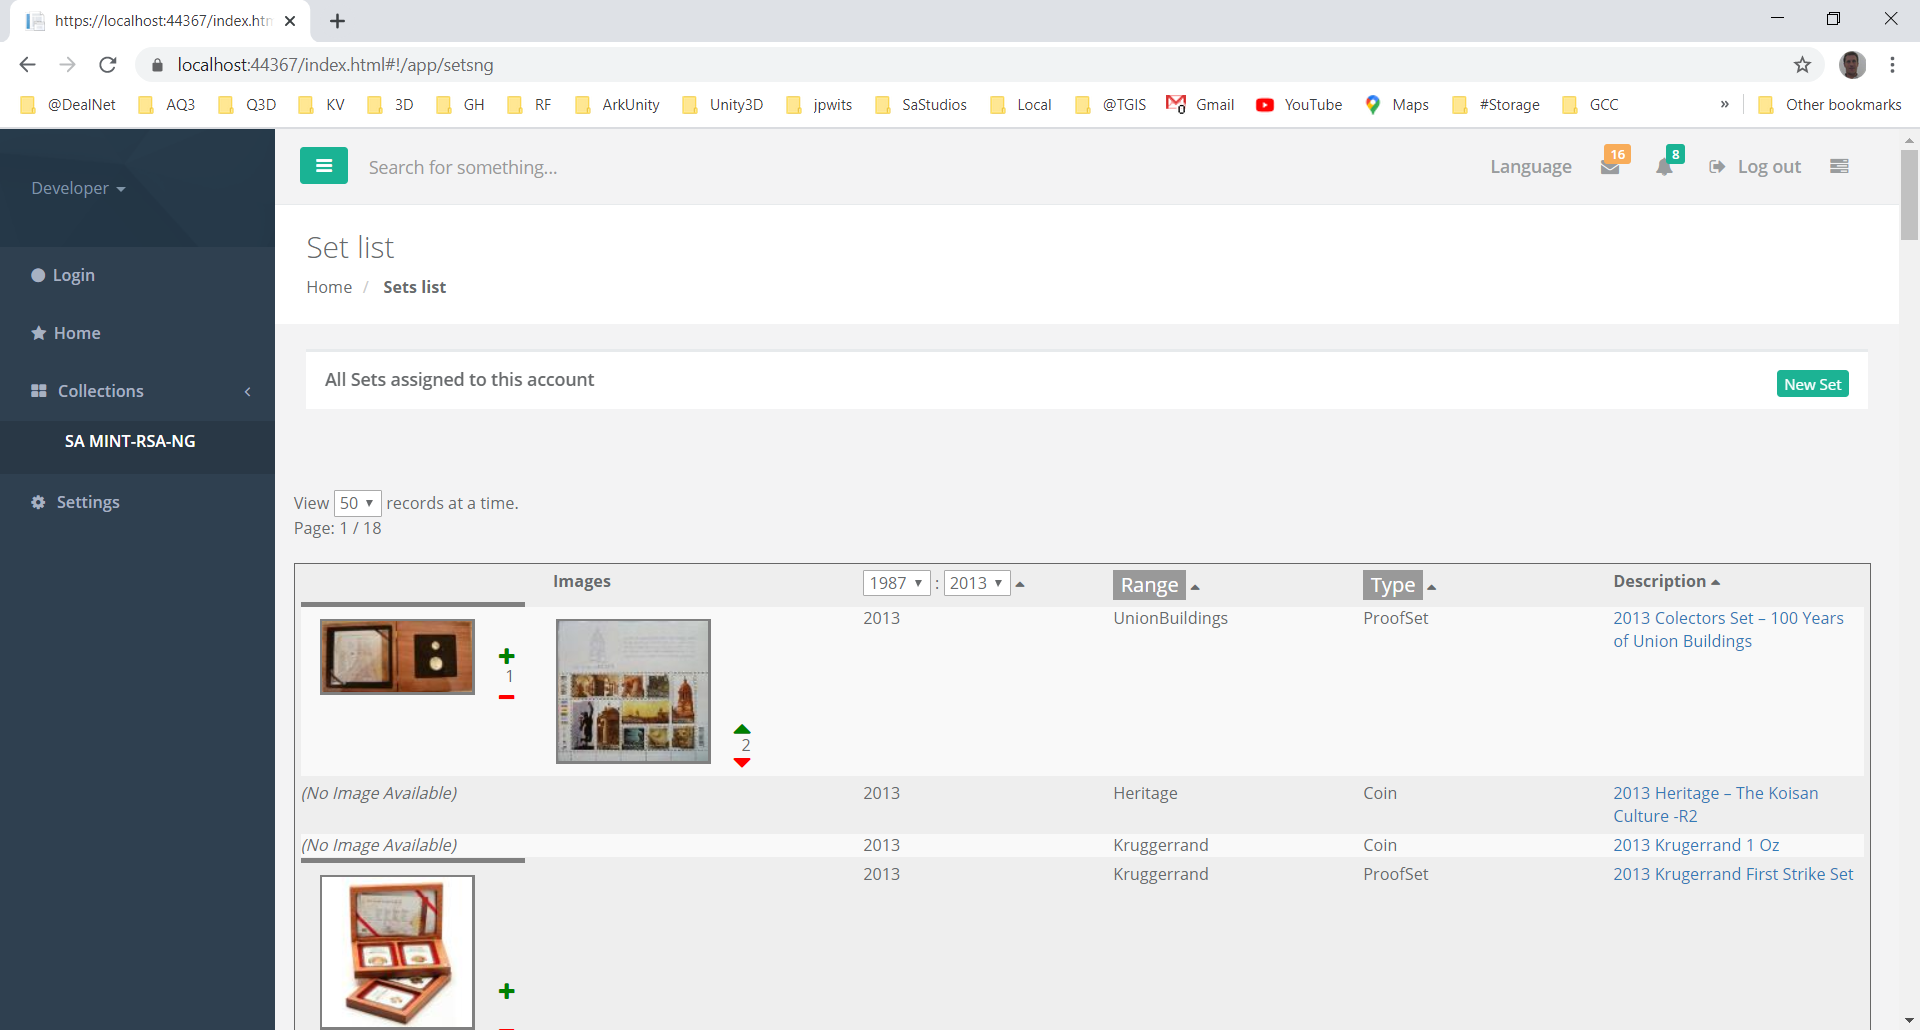 https://localhost:44367/index.htm
localhost:44367/index.html#!/app/setsng
@DealNet AQ3 Q3D KV 3D GH RF ArkUnity Unity3D jpwits SaStudios Local @TGIS Gmail YouTube Maps #Storage GCC » Other bookmarks
Developer
Search for something...
Language 16 8 Log out
Set list
Home / Sets list
Login
Home
Collections
SA MINT-RSA-NG
Settings
All Sets assigned to this account
New Set
View 50 records at a time.
Page: 1 / 18
Images 1987 : 2013 Range Type Description
1
2
2013 UnionBuildings ProofSet 2013 Colectors Set – 100 Years
of Union Buildings
(No Image Available) 2013 Heritage Coin 2013 Heritage – The Koisan
Culture -R2
(No Image Available) 2013 Kruggerrand Coin 2013 Krugerrand 1 Oz
2013 Kruggerrand ProofSet 2013 Krugerrand First Strike Set